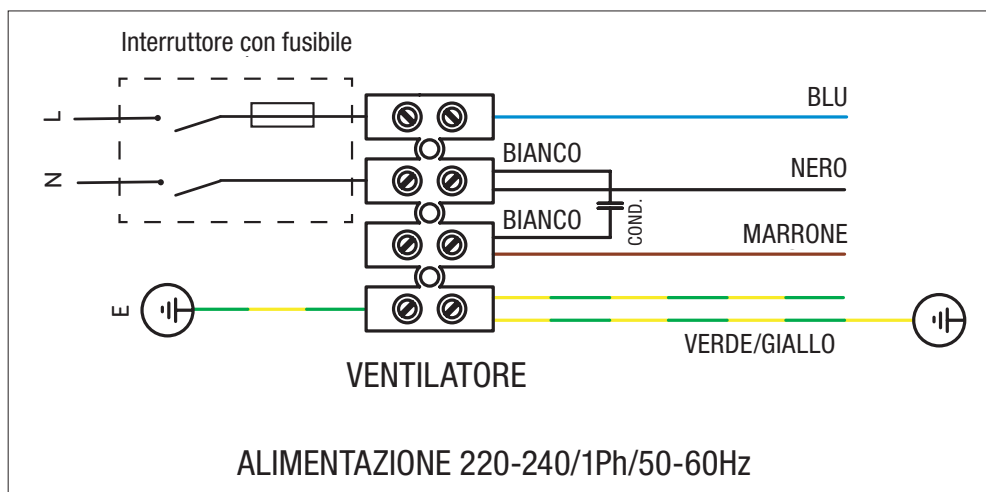 Interruttore con fusibile
L
BLU
BIANCO
NERO
N
BIANCO
COND.
MARRONE
E
VERDE/GIALLO
VENTILATORE
ALIMENTAZIONE 220-240/1Ph/50-60Hz